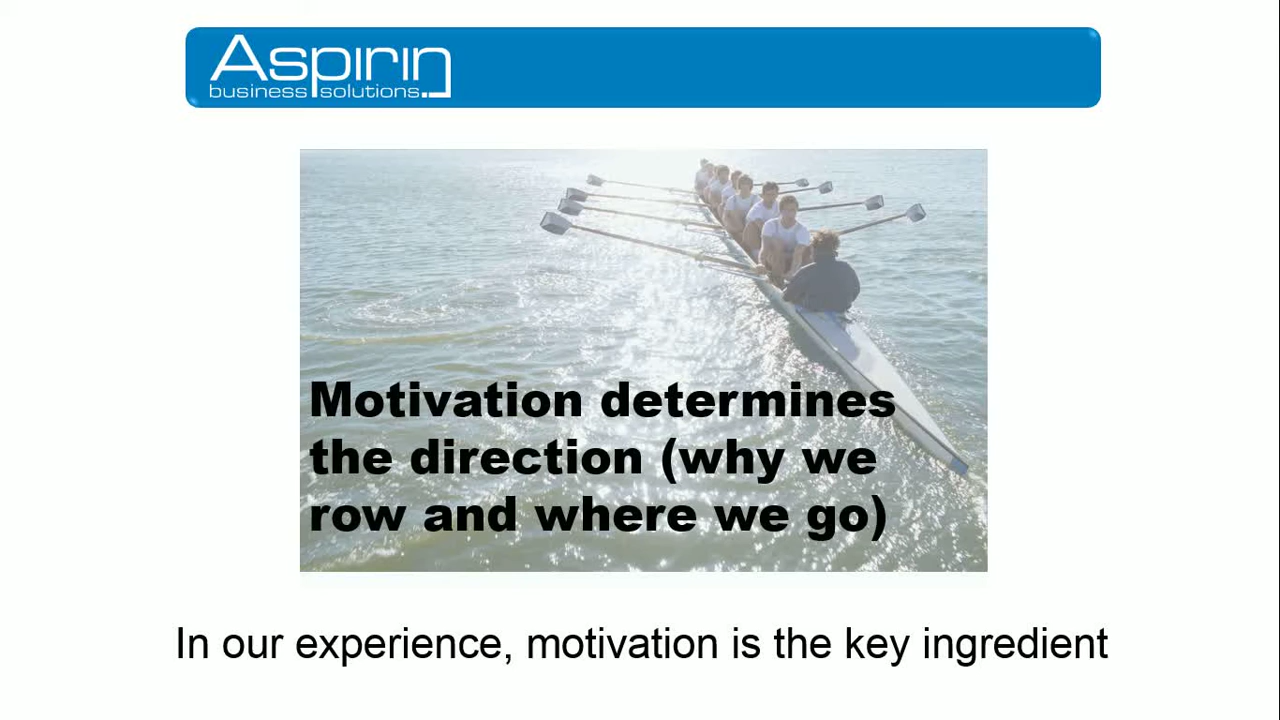 Aspirin
business solutions.
Motivation determines
the direction (why we
row and where we go)
In our experience, motivation is the key ingredient